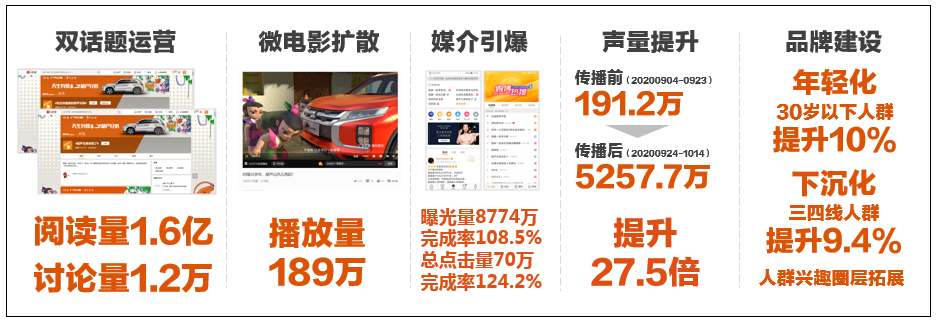 双话题运营
阅读量1.6亿
讨论量1.2万
微电影扩散
播放量
189万
媒介引爆
曝光量8774万
完成率108.5%
总点击量70万
完成率124.2%
声量提升
传播前(20200904-0923)
191.2万
传播后(20200924-1014)
5257.7万
提升
27.5倍
品牌建设
年轻化
30岁以下人群
提升10%
下沉化
三四线人群
提升9.4%
人群兴趣圈层拓展